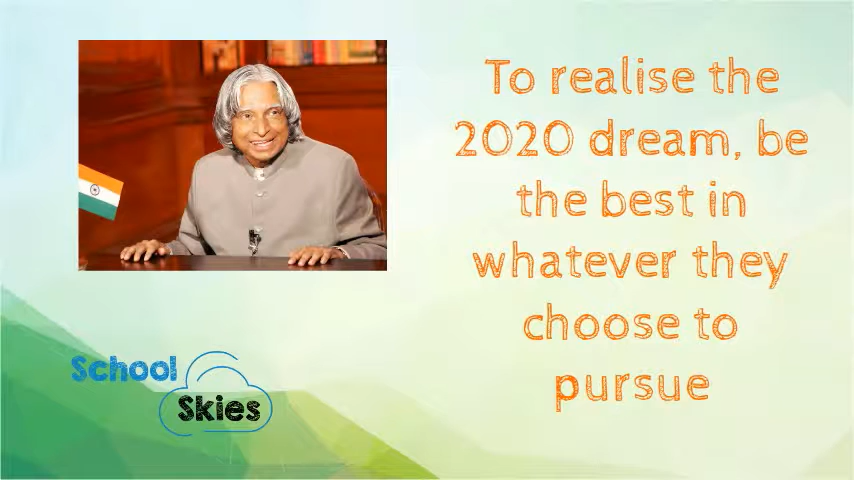 To realise the
2020 dream, be
the best in
whatever they
choose to
pursue
School
Skies